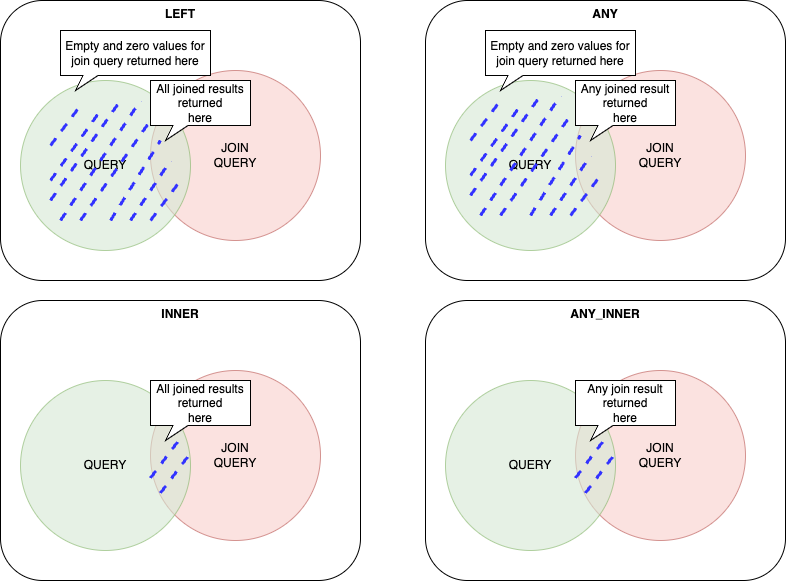 LEFT
Empty and zero values for
join query returned here
All joined results
returned
here
QUERY
JOIN
QUERY
ANY
Empty and zero values for
join query returned here
Any joined result
returned
here
QUERY
JOIN
QUERY
INNER
All joined results
returned
here
QUERY
JOIN
QUERY
ANY_INNER
Any join result
returned
here
QUERY
JOIN
QUERY